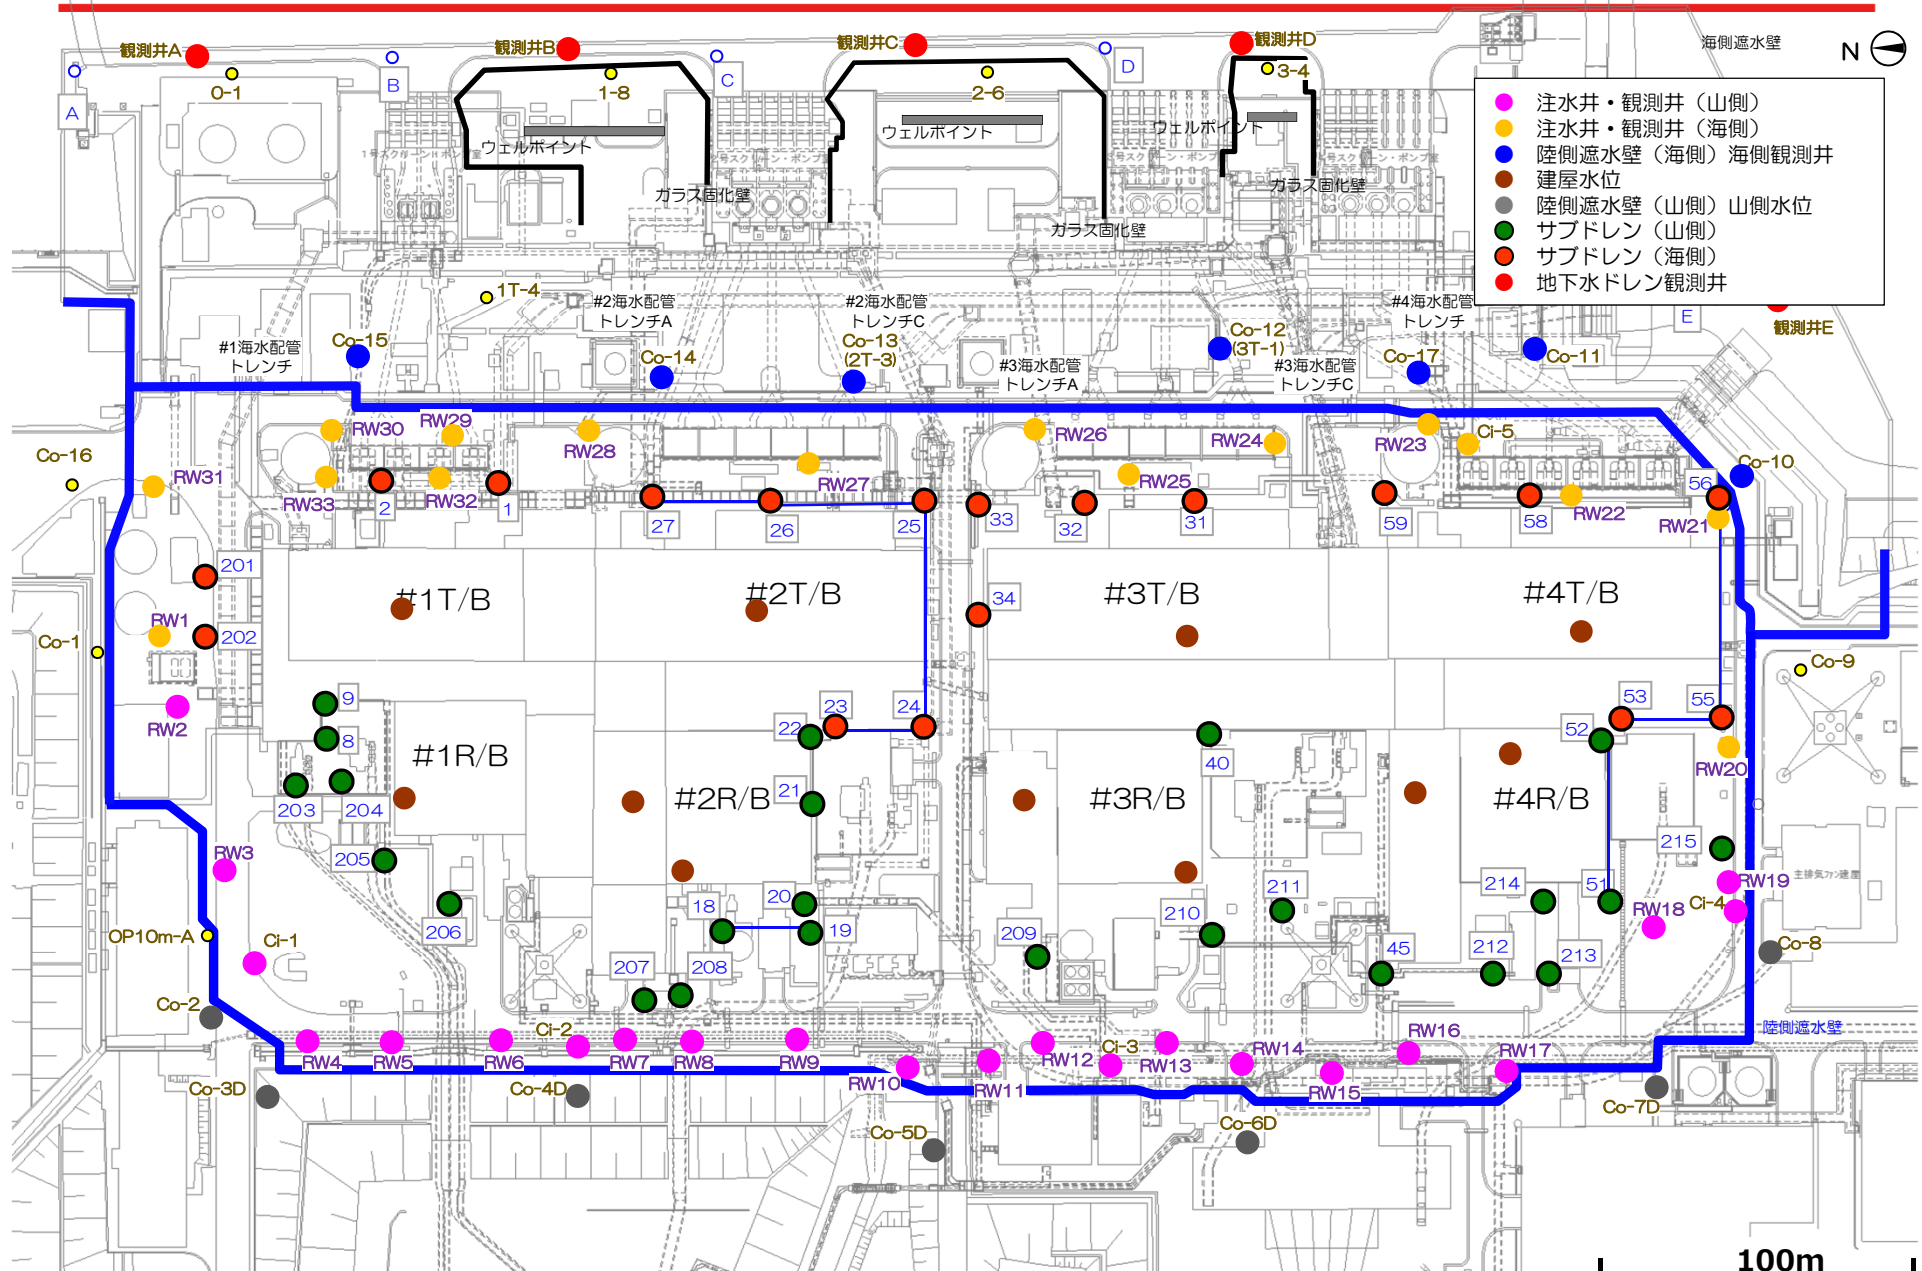 海側遮水壁
N
観測井A
観測井B
観測井C
観測井D
0-1
1-8
2-6
3-4
A
B
C
D
注水井・観測井（山側）
注水井・観測井（海側）
陸側遮水壁（海側）海側観測井
建屋水位
陸側遮水壁（山側）山側水位
サブドレン（山側）
サブドレン（海側）
地下水ドレン観測井
ウェルポイント
ウェルポイント
ウェルポイント
ガラス固化壁
ガラス固化壁
ガラス固化壁
1T-4
#2海水配管
トレンチA
#2海水配管
トレンチC
#4海水配管
トレンチ
E
観測井E
#1海水配管
トレンチ
Co-15
Co-14
Co-13
(2T-3)
#3海水配管
トレンチA
Co-12
(3T-1)
#3海水配管
トレンチC
Co-17
Co-11
RW30
RW29
RW28
RW26
RW24
RW23
Ci-5
Co-16
RW31
RW33
2
RW32
1
27
26
RW27
25
33
32
RW25
31
59
58
RW22
56
Co-10
RW21
201
#1T/B
#2T/B
34
#3T/B
#4T/B
RW1
202
Co-1
Co-9
RW2
9
8
#1R/B
22
23
24
40
52
53
55
RW20
203
204
21
#2R/B
#3R/B
#4R/B
215
主排気ファン建屋
RW3
205
206
18
20
19
211
210
209
214
51
RW19
Ci-4
RW18
OP10m-A
Ci-1
207
208
45
212
213
Co-8
Co-2
陸側遮水壁
RW4
RW5
RW6
Ci-2
RW7
RW8
RW9
RW10
RW11
RW12
Ci-3
RW13
RW14
RW15
RW16
RW17
Co-3D
Co-4D
Co-5D
Co-6D
Co-7D
100m